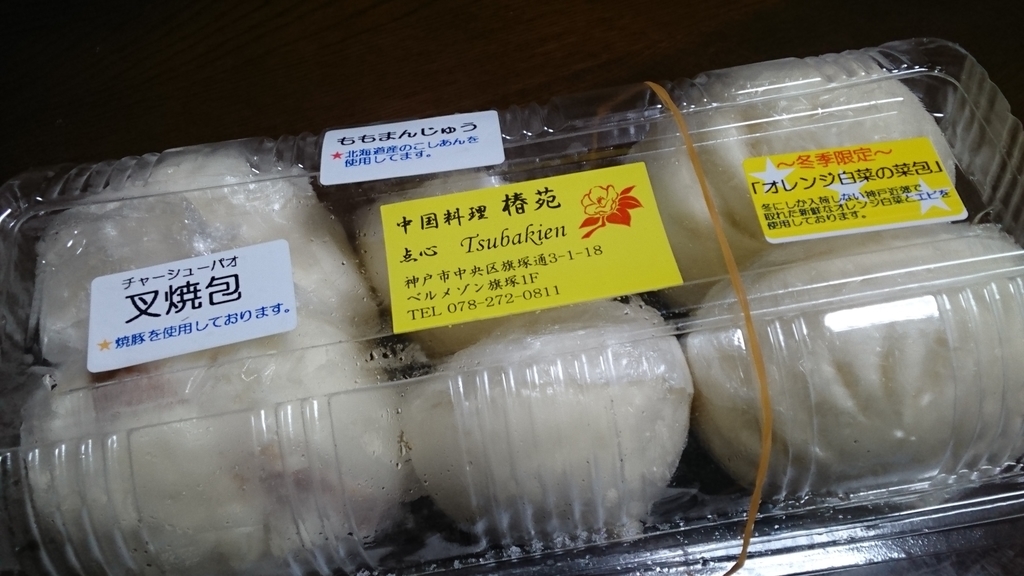 ももまんじゅう
★北海道産のこしあんを
使用してます。
チャーシューパオ
叉焼包
★焼豚を使用しております。
中国料理 椿苑
点心 Tsubakien
神戸市中央区旗塚通3-1-18
ベルメゾン旗塚1F
TEL 078-272-0811
～冬季限定～
「オレンジ白菜の菜包」
冬にしか入荷しない神戸近郊で
取れた新鮮なオレンジ白菜とエビを
使用しております。